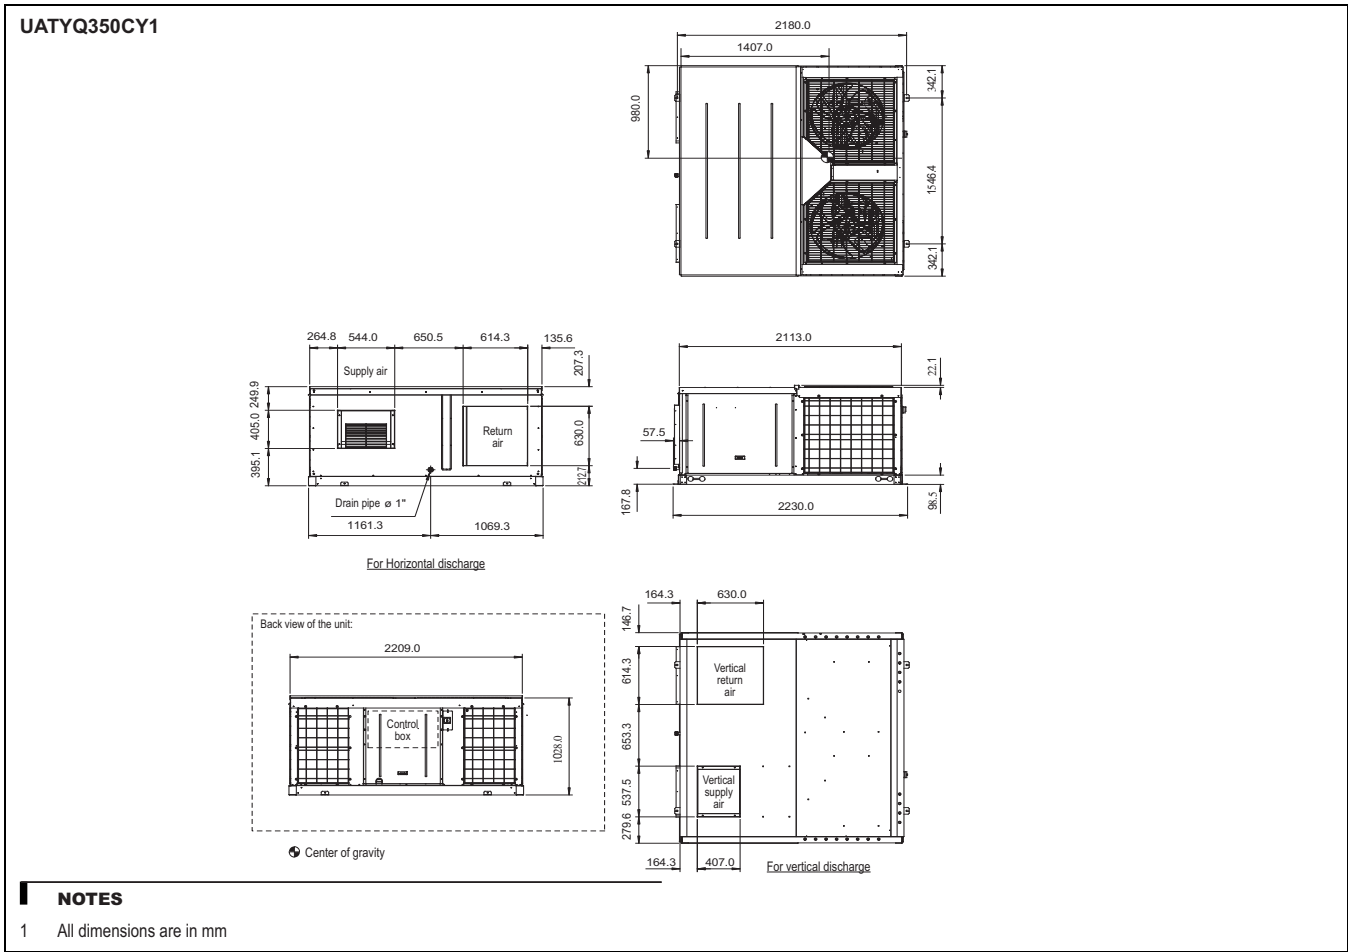 UATYQ350CY1
2180.0
1407.0
980.0
342.1
1546.4
342.1
264.8 544.0 650.5 614.3 135.6
207.3
Supply air
249.9
405.0
395.1
Return
air
630.0
212.7
Drain pipe ø 1"
1161.3 1069.3
For Horizontal discharge
2113.0
22.1
57.5
167.8
2230.0
98.5
Back view of the unit:
2209.0
Control
box
1028.0
Center of gravity
164.3 630.0
146.7
614.3
653.3
537.5
279.6
Vertical
return
air
Vertical
supply
air
164.3 407.0
For vertical discharge
NOTES
1 All dimensions are in mm